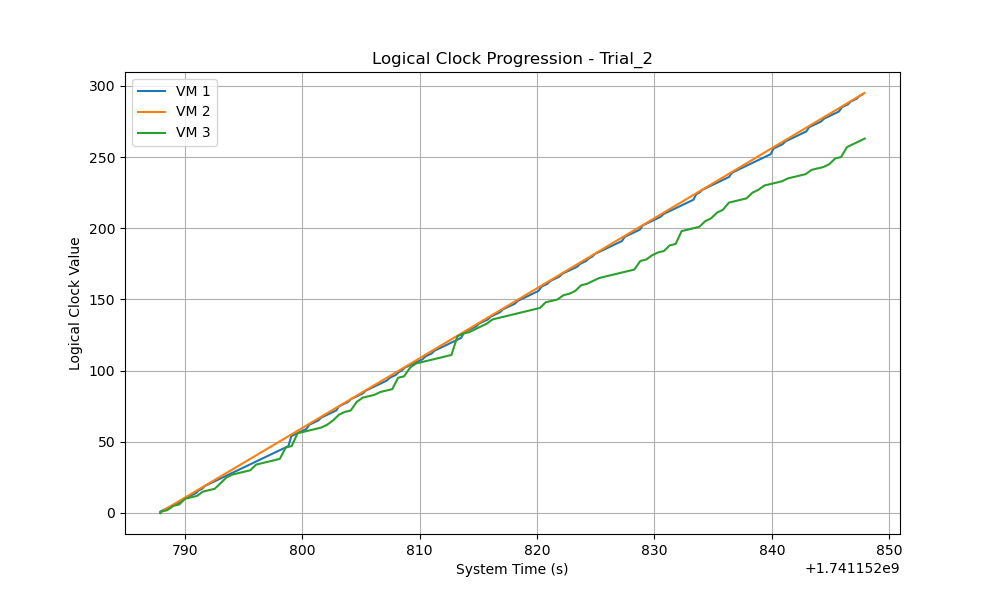 Logical Clock Progression - Trial_2
VM 1
VM 2
VM 3
Logical Clock Value
300
250
200
150
100
50
0
790
800
810
820
830
840
850
System Time (s)
+1.741152e9